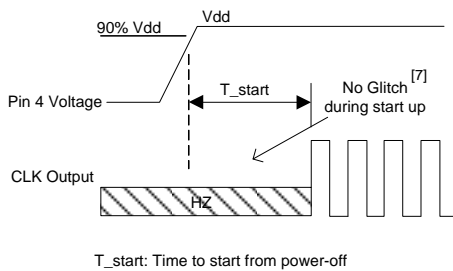 Vdd
90% Vdd
T_start
No Glitch [7]
during start up
Pin 4 Voltage
CLK Output
HZ
T_start: Time to start from power-off